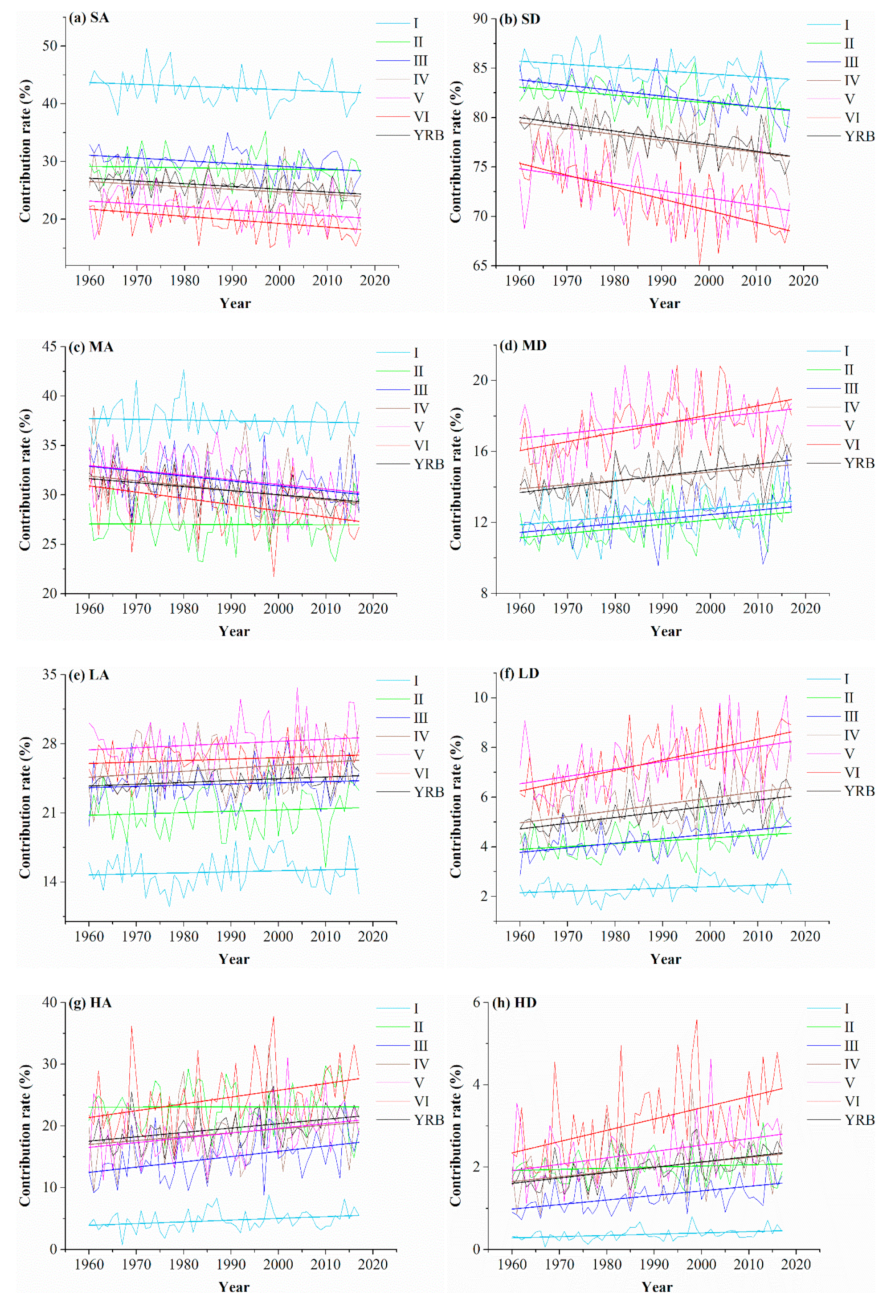 (a) SA
I
II
III
IV
V
VI
YRB
50
40
30
20
Contribution rate (%)
1960 1970 1980 1990 2000 2010 2020
Year
(b) SD
I
II
III
IV
V
VI
YRB
90
85
80
75
70
65
Contribution rate (%)
1960 1970 1980 1990 2000 2010 2020
Year
(c) MA
I
II
III
IV
V
VI
YRB
45
40
35
30
25
20
Contribution rate (%)
1960 1970 1980 1990 2000 2010 2020
Year
(d) MD
I
II
III
IV
V
VI
YRB
20
16
12
8
Contribution rate (%)
1960 1970 1980 1990 2000 2010 2020
Year
(e) LA
I
II
III
IV
V
VI
YRB
35
28
21
14
Contribution rate (%)
1960 1970 1980 1990 2000 2010 2020
Year
(f) LD
I
II
III
IV
V
VI
YRB
10
8
6
4
2
Contribution rate (%)
1960 1970 1980 1990 2000 2010 2020
Year
(g) HA
I
II
III
IV
V
VI
YRB
40
30
20
10
0
Contribution rate (%)
1960 1970 1980 1990 2000 2010 2020
Year
(h) HD
I
II
III
IV
V
VI
YRB
6
4
2
0
Contribution rate (%)
1960 1970 1980 1990 2000 2010 2020
Year